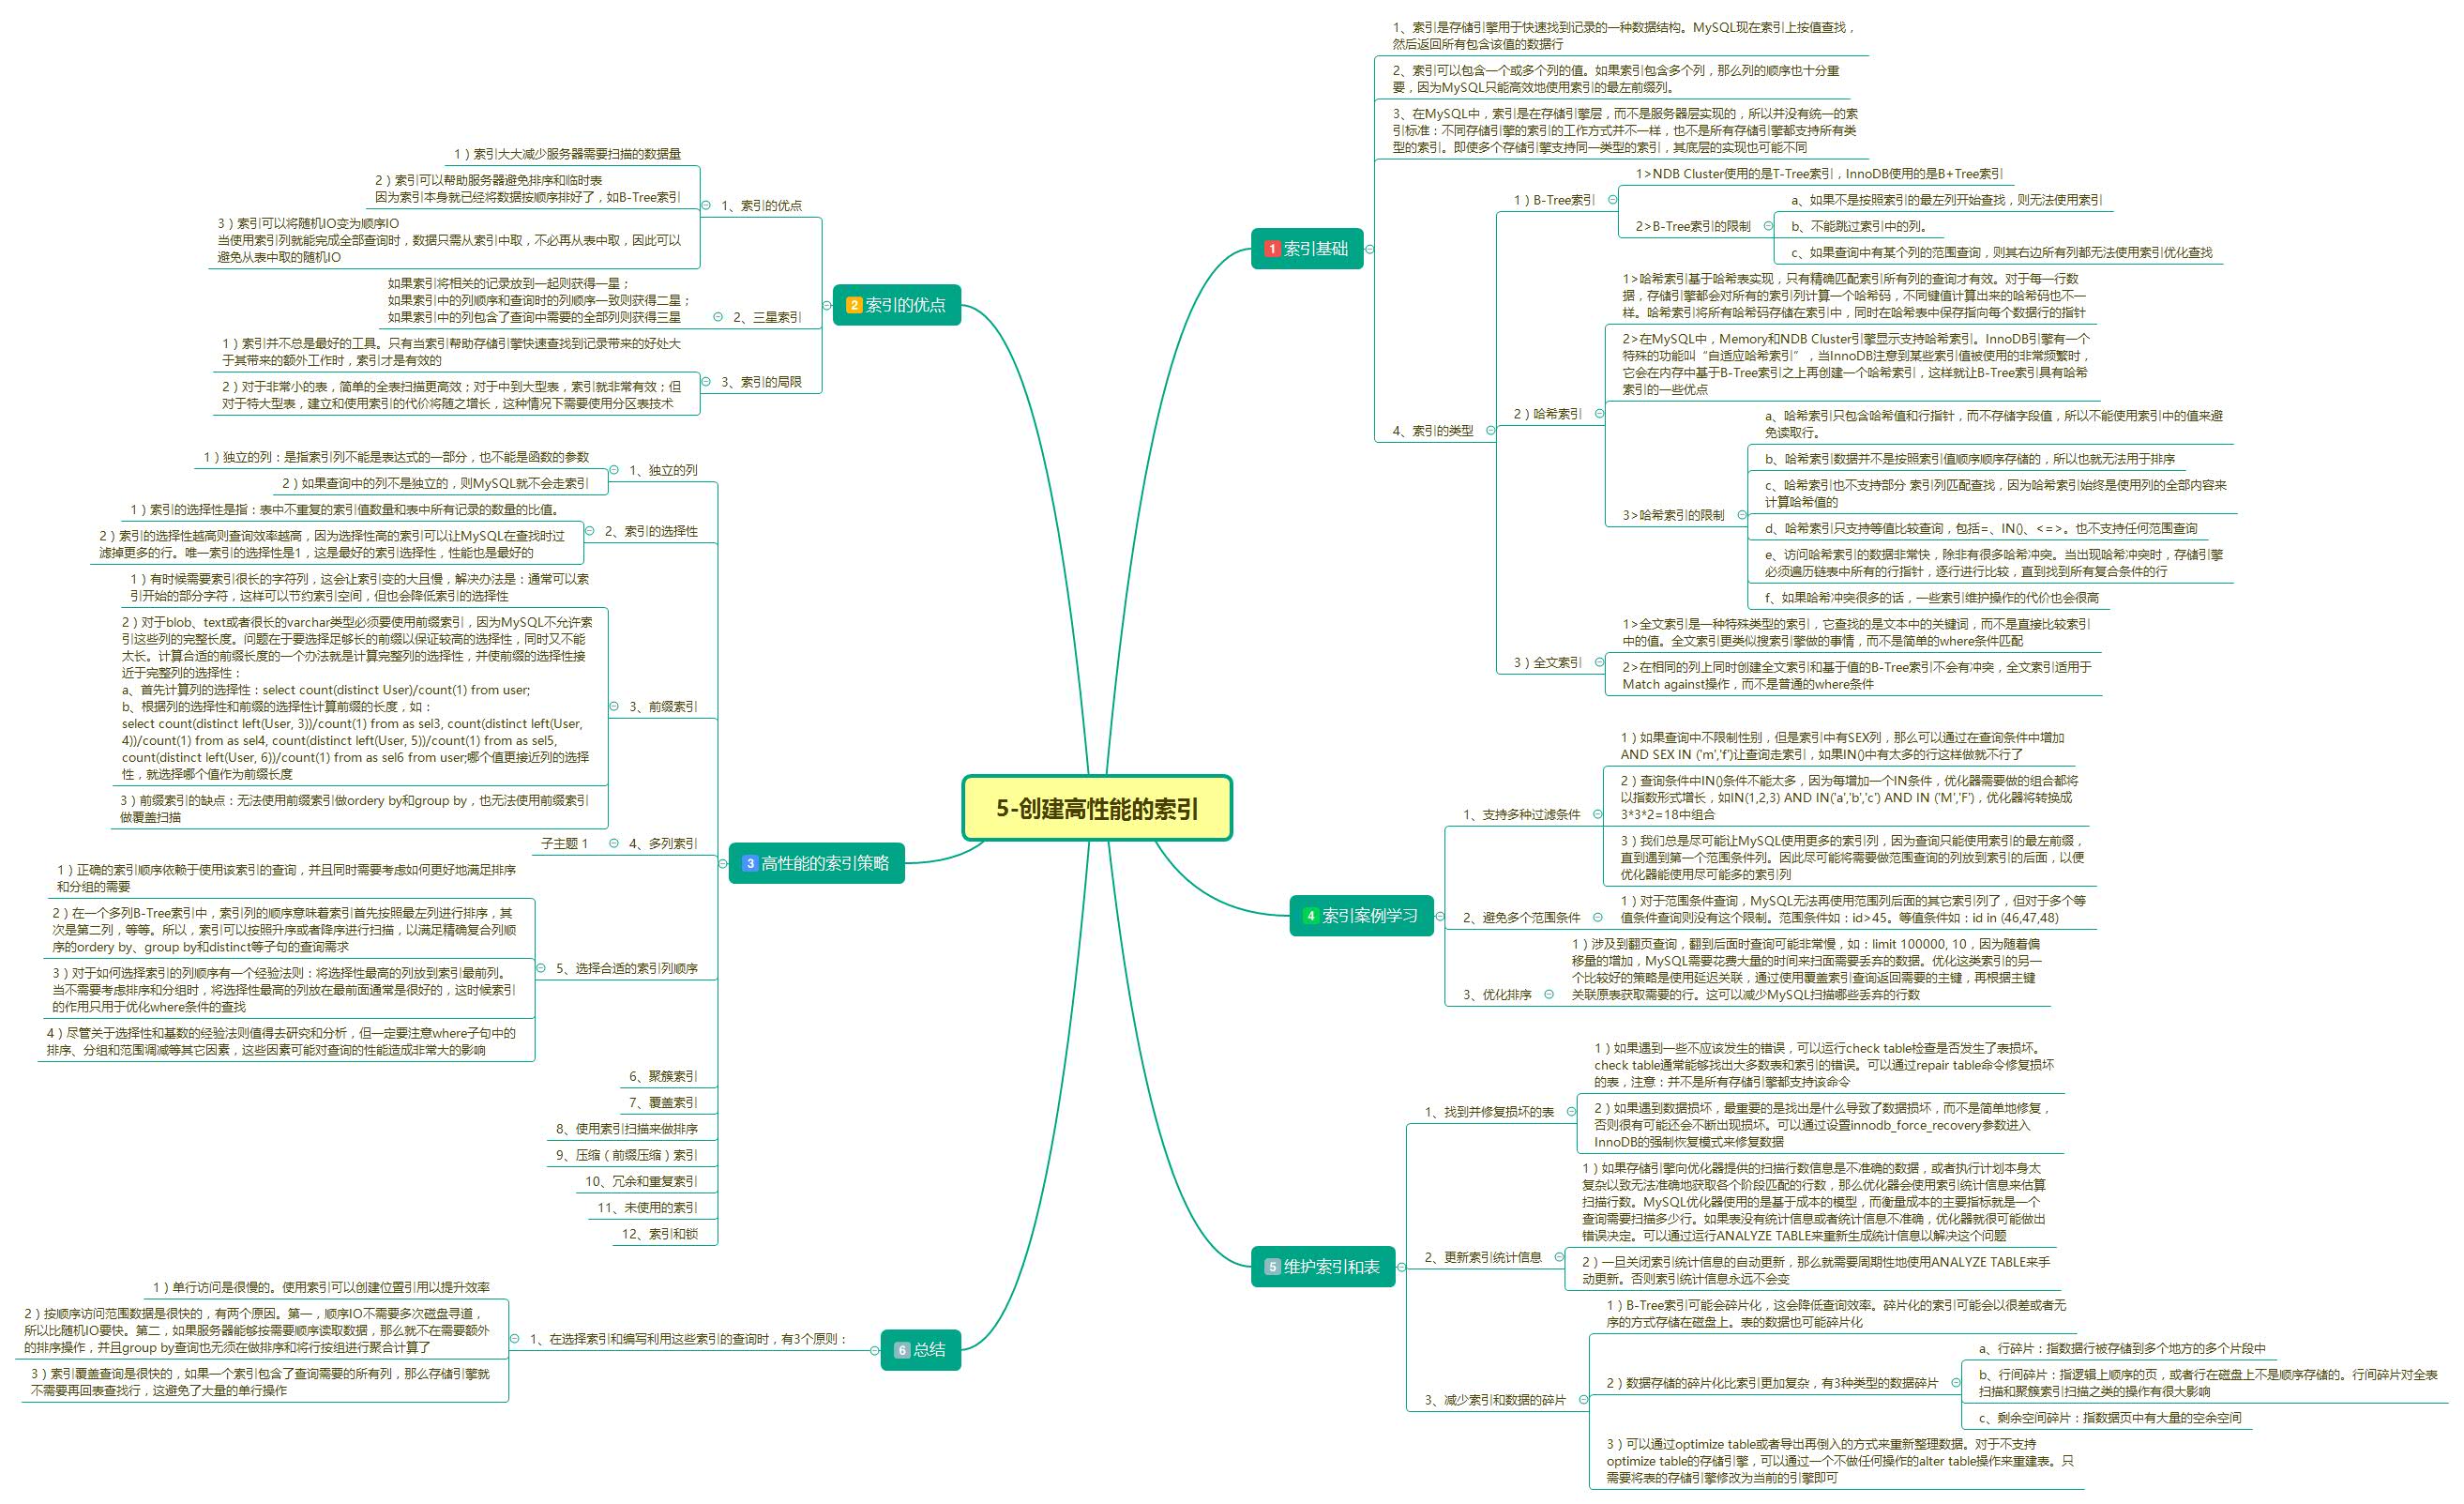 5-创建高性能的索引
1 索引基础
1、索引是存储引擎用于快速找到记录的一种数据结构。MySQL现在索引上按值查找，
然后返回所有包含该值的数据行
2、索引可以包含一个或多个列的值。如果索引包含多个列，那么列的顺序也十分重
要，因为MySQL只能高效地使用索引的最左前缀列。
3、在MySQL中，索引是在存储引擎层，而不是服务器层实现的，所以并没有统一的索
引标准：不同存储引擎的索引的工作方式并不一样，也不是所有存储引擎都支持所有类
型的索引。即使多个存储引擎支持同一类型的索引，其底层的实现也可能不同
4、索引的类型
1）B-Tree索引
1>NDB Cluster使用的是T-Tree索引，InnoDB使用的是B+Tree索引
2>B-Tree索引的限制
a、如果不是按照索引的最左列开始查找，则无法使用索引
b、不能跳过索引中的列。
c、如果查询中有某个列的范围查询，则其右边所有列都无法使用索引优化查找
2）哈希索引
1>哈希索引基于哈希表实现，只有精确匹配索引所有列的查询才有效。对于每一行数
据，存储引擎都会对所有的索引列计算一个哈希码，不同键值计算出来的哈希码也不一
样。哈希索引将所有哈希码存储在索引中，同时在哈希表中保存指向每个数据行的指针
2>在MySQL中，Memory和NDB Cluster引擎显示支持哈希索引。InnoDB引擎有一个
特殊的功能叫“自适应哈希索引”，当InnoDB注意到某些索引值被使用的非常频繁时，
它会在内存中基于B-Tree索引之上再创建一个哈希索引，这样就让B-Tree索引具有哈希
索引的一些优点
3>哈希索引的限制
a、哈希索引只包含哈希值和行指针，而不存储字段值，所以不能使用索引中的值来避
免读取行。
b、哈希索引数据并不是按照索引值顺序顺序存储的，所以也就无法用于排序
c、哈希索引也不支持部分 索引列匹配查找，因为哈希索引始终是使用列的全部内容来
计算哈希值的
d、哈希索引只支持等值比较查询，包括=、IN()、<=>。也不支持任何范围查询
e、访问哈希索引的数据非常快，除非有很多哈希冲突。当出现哈希冲突时，存储引擎
必须遍历链表中所有的行指针，逐行进行比较，直到找到所有复合条件的行
f、如果哈希冲突很多的话，一些索引维护操作的代价也会很高
3）全文索引
1>全文索引是一种特殊类型的索引，它查找的是文本中的关键词，而不是直接比较索引
中的值。全文索引更类似搜索引擎做的事情，而不是简单的where条件匹配
2>在相同的列上同时创建全文索引和基于值的B-Tree索引不会有冲突，全文索引适用于
Match against操作，而不是普通的where条件
2 索引的优点
1、索引的优点
1）索引大大减少服务器需要扫描的数据量
2）索引可以帮助服务器避免排序和临时表
因为索引本身就已经将数据按顺序排好了，如B-Tree索引
3）索引可以将随机IO变为顺序IO
当使用索引列就能完成全部查询时，数据只需从索引中取，不必再从表中取，因此可以
避免从表中取的随机IO
2、三星索引
如果索引将相关的记录放到一起则获得一星；
如果索引中的列顺序和查询时的列顺序一致则获得二星；
如果索引中的列包含了查询中需要的全部列则获得三星
3、索引的局限
1）索引并不总是最好的工具。只有当索引帮助存储引擎快速查找到记录带来的好处大
于其带来的额外工作时，索引才是有效的
2）对于非常小的表，简单的全表扫描更高效；对于中到大型表，索引就非常有效；但
对于特大型表，建立和使用索引的代价将随之增长，这种情况下需要使用分区表技术
3 高性能的索引策略
1、独立的列
1）独立的列：是指索引列不能是表达式的一部分，也不能是函数的参数
2）如果查询中的列不是独立的，则MySQL就不会走索引
2、索引的选择性
1）索引的选择性是指：表中不重复的索引值数量和表中所有记录的数量的比值。
2）索引的选择性越高则查询效率越高，因为选择性高的索引可以让MySQL在查找时过
滤掉更多的行。唯一索引的选择性是1，这是最好的索引选择性，性能也是最好的
3、前缀索引
1）有时候需要索引很长的字符列，这会让索引变的大且慢，解决办法是：通常可以索
引开始的部分字符，这样可以节约索引空间，但也会降低索引的选择性
2）对于blob、text或者很长的varchar类型必须要使用前缀索引，因为MySQL不允许索
引这些列的完整长度。问题在于要选择足够长的前缀以保证较高的选择性，同时又不能
太长。计算合适的前缀长度的一个办法就是计算完整列的选择性，并使前缀的选择性接
近于完整列的选择性：
a、首先计算列的选择性：select count(distinct User)/count(1) from user;
b、根据列的选择性和前缀的选择性计算前缀的长度，如：
select count(distinct left(User, 3))/count(1) from as sel3, count(distinct left(User,
4))/count(1) from as sel4, count(distinct left(User, 5))/count(1) from as sel5,
count(distinct left(User, 6))/count(1) from as sel6 from user;哪个值更接近列的选择
性，就选择哪个值作为前缀长度
3）前缀索引的缺点：无法使用前缀索引做ordery by和group by，也无法使用前缀索引
做覆盖扫描
4、多列索引
子主题 1
5、选择合适的索引列顺序
1）正确的索引顺序依赖于使用该索引的查询，并且同时需要考虑如何更好地满足排序
和分组的需要
2）在一个多列B-Tree索引中，索引列的顺序意味着索引首先按照最左列进行排序，其
次是第二列，等等。所以，索引可以按照升序或者降序进行扫描，以满足精确复合列顺
序的ordery by、group by和distinct等子句的查询需求
3）对于如何选择索引的列顺序有一个经验法则：将选择性最高的列放到索引最前列。
当不需要考虑排序和分组时，将选择性最高的列放在最前面通常是很好的，这时候索引
的作用只用于优化where条件的查找
4）尽管关于选择性和基数的经验法则值得去研究和分析，但一定要注意where子句中的
排序、分组和范围调减等其它因素，这些因素可能对查询的性能造成非常大的影响
6、聚簇索引
7、覆盖索引
8、使用索引扫描来做排序
9、压缩（前缀压缩）索引
10、冗余和重复索引
11、未使用的索引
12、索引和锁
4 索引案例学习
1、支持多种过滤条件
1）如果查询中不限制性别，但是索引中有SEX列，那么可以通过在查询条件中增加
AND SEX IN ('m','f')让查询走索引，如果IN()中有太多的行这样做就不行了
2）查询条件中IN()条件不能太多，因为每增加一个IN条件，优化器需要做的组合都将
以指数形式增长，如IN(1,2,3) AND IN('a','b','c') AND IN ('M','F')，优化器将转换成
3*3*2=18中组合
3）我们总是尽可能让MySQL使用更多的索引列，因为查询只能使用索引的最左前缀，
直到遇到第一个范围条件列。因此尽可能将需要做范围查询的列放到索引的后面，以便
优化器能使用尽可能多的索引列
2、避免多个范围条件
1）对于范围条件查询，MySQL无法再使用范围列后面的其它索引列了，但对于多个等
值条件查询则没有这个限制。范围条件如：id>45。等值条件如：id in (46,47,48)
3、优化排序
1）涉及到翻页查询，翻到后面时查询可能非常慢，如：limit 100000, 10，因为随着偏
移量的增加，MySQL需要花费大量的时间来扫面需要丢弃的数据。优化这类索引的另一
个比较好的策略是使用延迟关联，通过使用覆盖索引查询返回需要的主键，再根据主键
关联原表获取需要的行。这可以减少MySQL扫描哪些丢弃的行数
5 维护索引和表
1、找到并修复损坏的表
1）如果遇到一些不应该发生的错误，可以运行check table检查是否发生了表损坏。
check table通常能够找出大多数表和索引的错误。可以通过repair table命令修复损坏
的表，注意：并不是所有存储引擎都支持该命令
2）如果遇到数据损坏，最重要的是找出是什么导致了数据损坏，而不是简单地修复，
否则很有可能还会不断出现损坏。可以通过设置innodb_force_recovery参数进入
InnoDB的强制恢复模式来修复数据
2、更新索引统计信息
1）如果存储引擎向优化器提供的扫描行数信息是不准确的数据，或者执行计划本身太
复杂以致无法准确地获取各个阶段匹配的行数，那么优化器会使用索引统计信息来估算
扫描行数。MySQL优化器使用的是基于成本的模型，而衡量成本的主要指标就是一个
查询需要扫描多少行。如果表没有统计信息或者统计信息不准确，优化器就很可能做出
错误决定。可以通过运行ANALYZE TABLE来重新生成统计信息以解决这个问题
2）一旦关闭索引统计信息的自动更新，那么就需要周期性地使用ANALYZE TABLE来手
动更新。否则索引统计信息永远不会变
3、减少索引和数据的碎片
1）B-Tree索引可能会碎片化，这会降低查询效率。碎片化的索引可能会以很差或者无
序的方式存储在磁盘上。表的数据也可能碎片化
2）数据存储的碎片化比索引更加复杂，有3种类型的数据碎片
a、行碎片：指数据行被存储到多个地方的多个片段中
b、行间碎片：指逻辑上顺序的页，或者行在磁盘上不是顺序存储的。行间碎片对全表
扫描和聚簇索引扫描之类的操作有很大影响
c、剩余空间碎片：指数据页中有大量的空余空间
3）可以通过optimize table或者导出再倒入的方式来重新整理数据。对于不支持
optimize table的存储引擎，可以通过一个不做任何操作的alter table操作来重建表。只
需要将表的存储引擎修改为当前的引擎即可
6 总结
1、在选择索引和编写利用这些索引的查询时，有3个原则：
1）单行访问是很慢的。使用索引可以创建位置引用以提升效率
2）按顺序访问范围数据是很快的，有两个原因。第一，顺序IO不需要多次磁盘寻道，
所以比随机IO要快。第二，如果服务器能够按需要顺序读取数据，那么就不在需要额外
的排序操作，并且group by查询也无须在做排序和将行按组进行聚合计算了
3）索引覆盖查询是很快的，如果一个索引包含了查询需要的所有列，那么存储引擎就
不需要再回表查找行，这避免了大量的单行操作